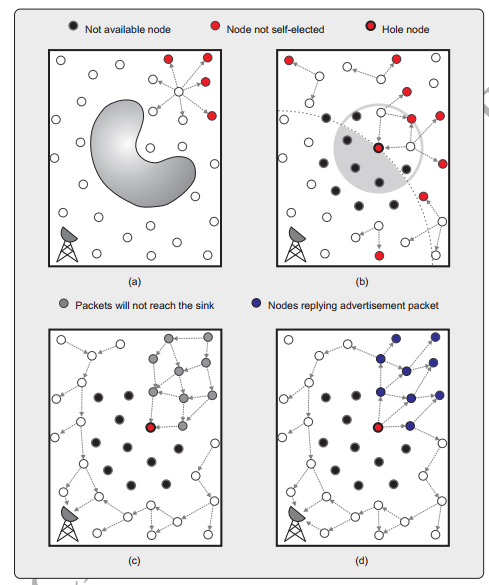 Not available node
Node not self-elected
Hole node
(a)
(b)
Packets will not reach the sink
Nodes replying advertisement packet
(c)
(d)